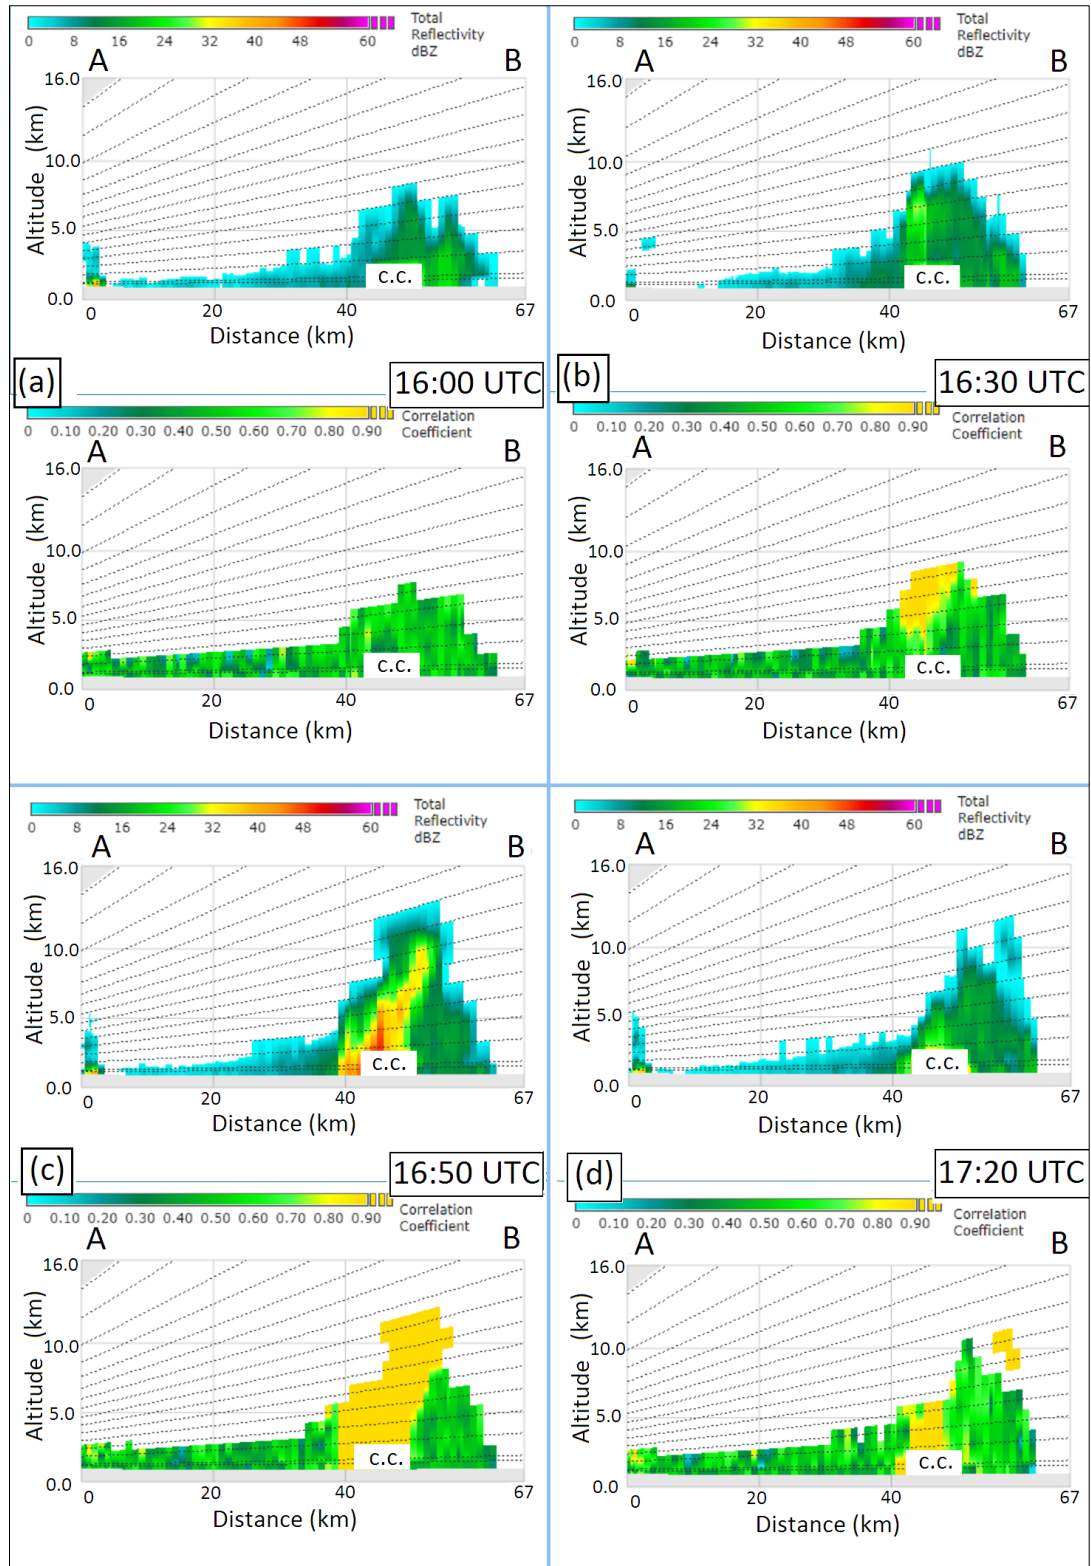 Total
Reflectivity
dBZ
0 8 16 24 32 40 48 60
A B
16.0
10.0
5.0
0.0
Altitude (km)
c.c.
0 20 40 67
Distance (km)
(a) 16:00 UTC
Correlation
Coefficient
0 0.10 0.20 0.30 0.40 0.50 0.60 0.70 0.80 0.90
A B
16.0
10.0
5.0
0.0
Altitude (km)
c.c.
0 20 40 67
Distance (km)
Total
Reflectivity
dBZ
0 8 16 24 32 40 48 60
A B
16.0
10.0
5.0
0.0
Altitude (km)
c.c.
0 20 40 67
Distance (km)
(b) 16:30 UTC
Correlation
Coefficient
0 0.10 0.20 0.30 0.40 0.50 0.60 0.70 0.80 0.90
A B
16.0
10.0
5.0
0.0
Altitude (km)
c.c.
0 20 40 67
Distance (km)
Total
Reflectivity
dBZ
0 8 16 24 32 40 48 60
A B
16.0
10.0
5.0
0.0
Altitude (km)
c.c.
0 20 40 67
Distance (km)
(c) 16:50 UTC
Correlation
Coefficient
0 0.10 0.20 0.30 0.40 0.50 0.60 0.70 0.80 0.90
A B
16.0
10.0
5.0
0.0
Altitude (km)
c.c.
0 20 40 67
Distance (km)
Total
Reflectivity
dBZ
0 8 16 24 32 40 48 60
A B
16.0
10.0
5.0
0.0
Altitude (km)
c.c.
0 20 40 67
Distance (km)
(d) 17:20 UTC
Correlation
Coefficient
0 0.10 0.20 0.30 0.40 0.50 0.60 0.70 0.80 0.90
A B
16.0
10.0
5.0
0.0
Altitude (km)
c.c.
0 20 40 67
Distance (km)